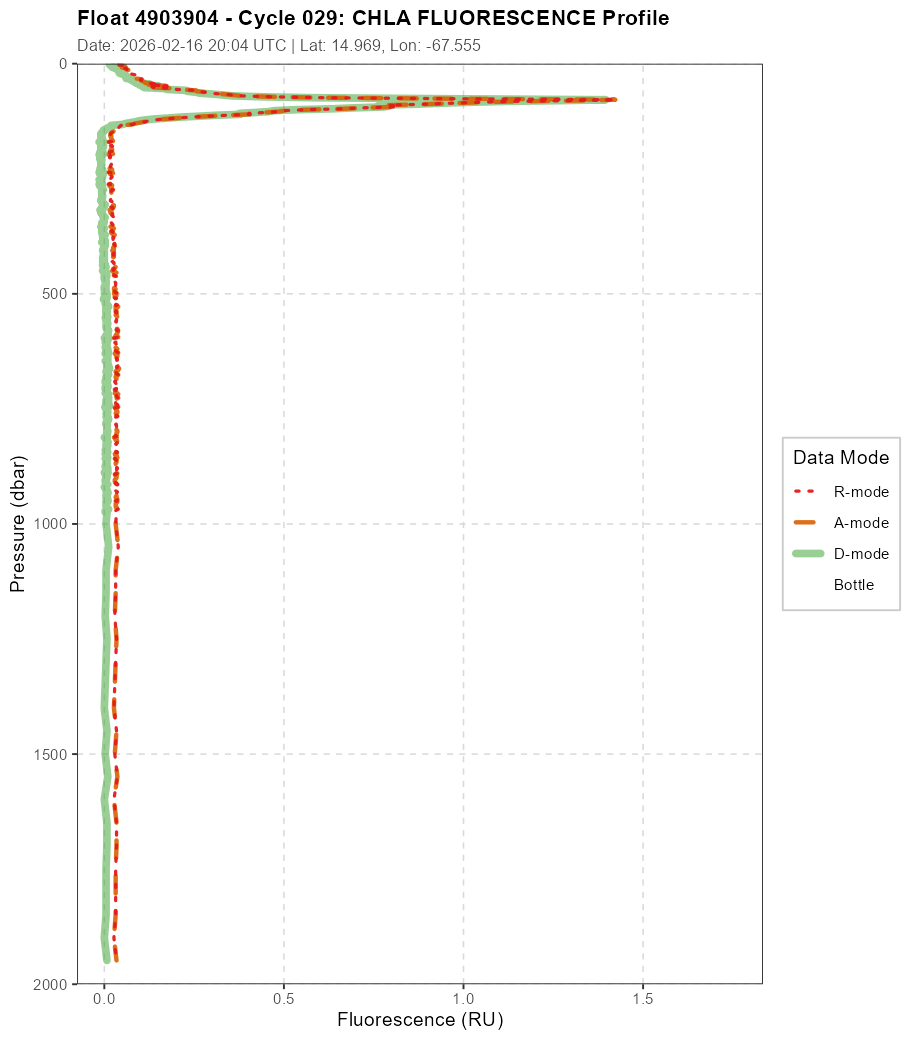 Float 4903904 - Cycle 029: CHLA FLUORESCENCE Profile
Date: 2026-02-16 20:04 UTC | Lat: 14.969, Lon: -67.555
0
500
1000
1500
2000
Pressure (dbar)
0.0
0.5
1.0
1.5
Fluorescence (RU)
Data Mode
R-mode
A-mode
D-mode
Bottle